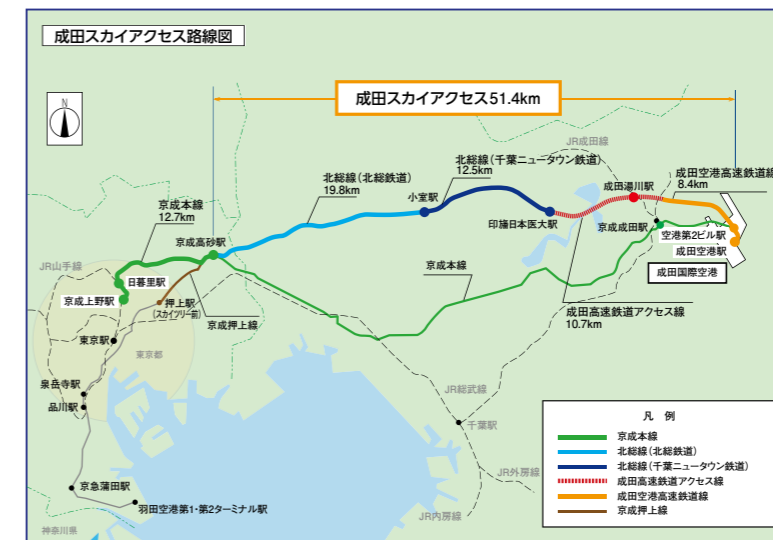 成田スカイアクセス路線図
N
成田スカイアクセス51.4km
JR成田線
北総線(千葉ニュータウン鉄道)
12.5km
北総線(北総鉄道)
19.8km
小室駅
成田湯川駅
成田空港高速鉄道線
8.4km
京成本線
12.7km
印旛日本医大駅
京成成田駅
空港第2ビル駅
成田空港駅
成田国際空港
京成高砂駅
JR山手線
日暮里駅
京成上野駅
押上駅
(スカイツリー前)
京成押上線
京成本線
成田高速鉄道アクセス線
10.7km
東京駅
東京都
泉岳寺駅
品川駅
JR総武線
千葉駅
JR外房線
JR内房線
京急蒲田駅
羽田空港第1・第2ターミナル駅
神奈川県
凡 例
京成本線
北総線(北総鉄道)
北総線(千葉ニュータウン鉄道)
成田高速鉄道アクセス線
成田空港高速鉄道線
京成押上線